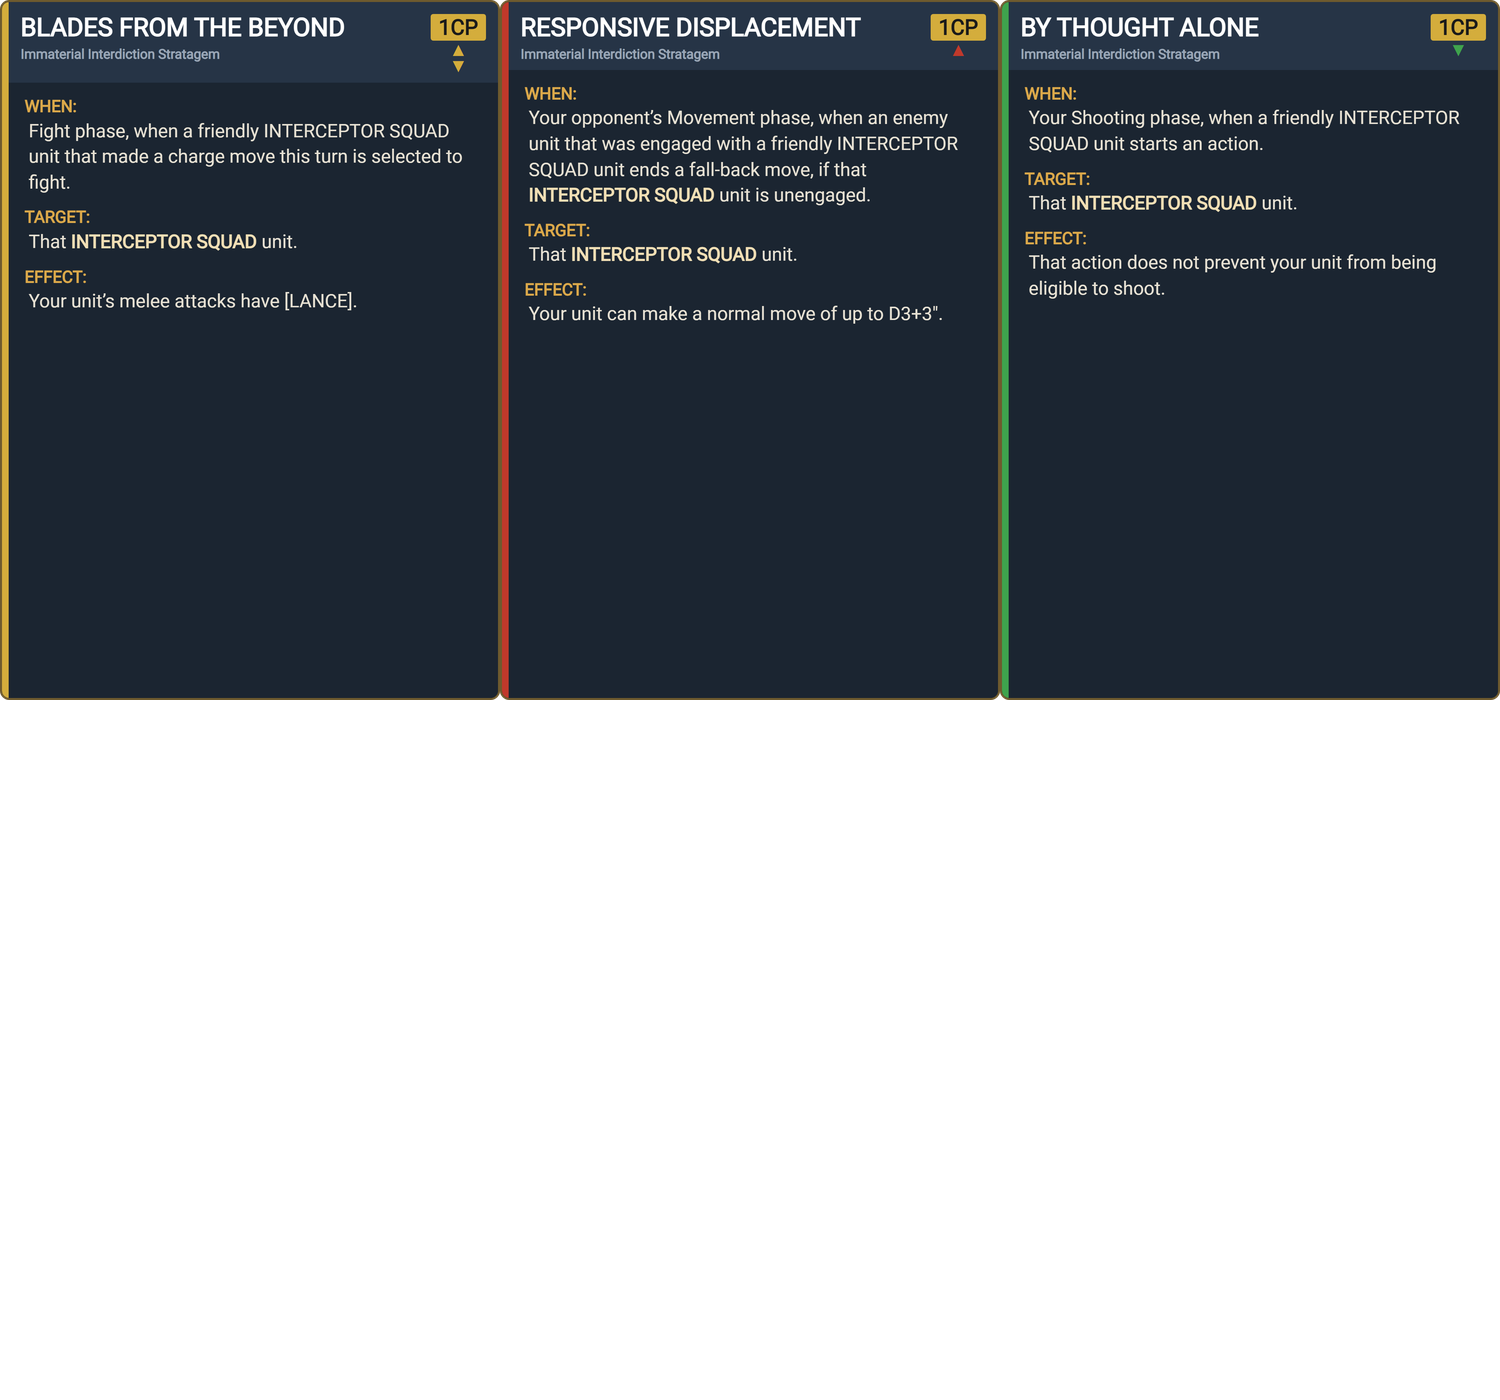 BLADES FROM THE BEYOND
1CP
Immaterial Interdiction Stratagem
WHEN:
Fight phase, when a friendly INTERCEPTOR SQUAD
unit that made a charge move this turn is selected to
fight.
TARGET:
That INTERCEPTOR SQUAD unit.
EFFECT:
Your unit’s melee attacks have [LANCE].
RESPONSIVE DISPLACEMENT
1CP
Immaterial Interdiction Stratagem
WHEN:
Your opponent’s Movement phase, when an enemy
unit that was engaged with a friendly INTERCEPTOR
SQUAD unit ends a fall-back move, if that
INTERCEPTOR SQUAD unit is unengaged.
TARGET:
That INTERCEPTOR SQUAD unit.
EFFECT:
Your unit can make a normal move of up to D3+3".
BY THOUGHT ALONE
1CP
Immaterial Interdiction Stratagem
WHEN:
Your Shooting phase, when a friendly INTERCEPTOR
SQUAD unit starts an action.
TARGET:
That INTERCEPTOR SQUAD unit.
EFFECT:
That action does not prevent your unit from being
eligible to shoot.